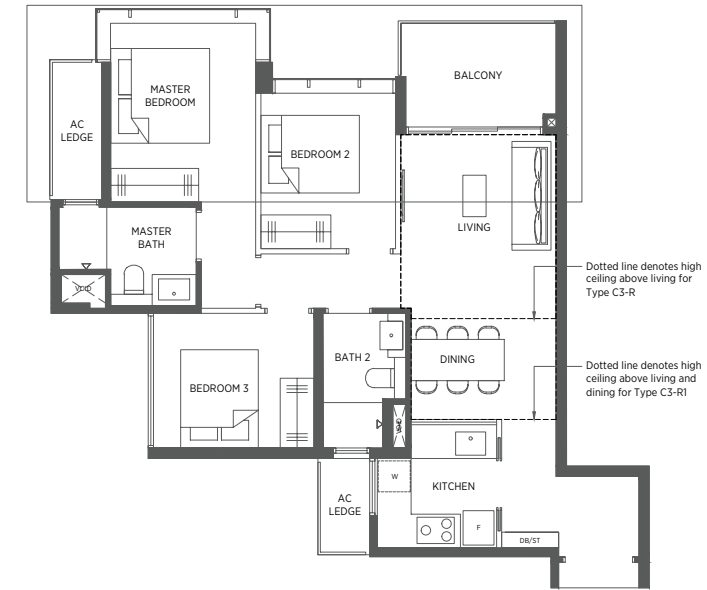 BALCONY
MASTER
BEDROOM
AC
LEDGE
BEDROOM 2
LIVING
MASTER
BATH
Dotted line denotes high
ceiling above living for
Type C3-R
VOID
BATH 2
DINING
BEDROOM 3
Dotted line denotes high
ceiling above living and
dining for Type C3-R1
VOID
W
KITCHEN
AC
LEDGE
F
DB/ST